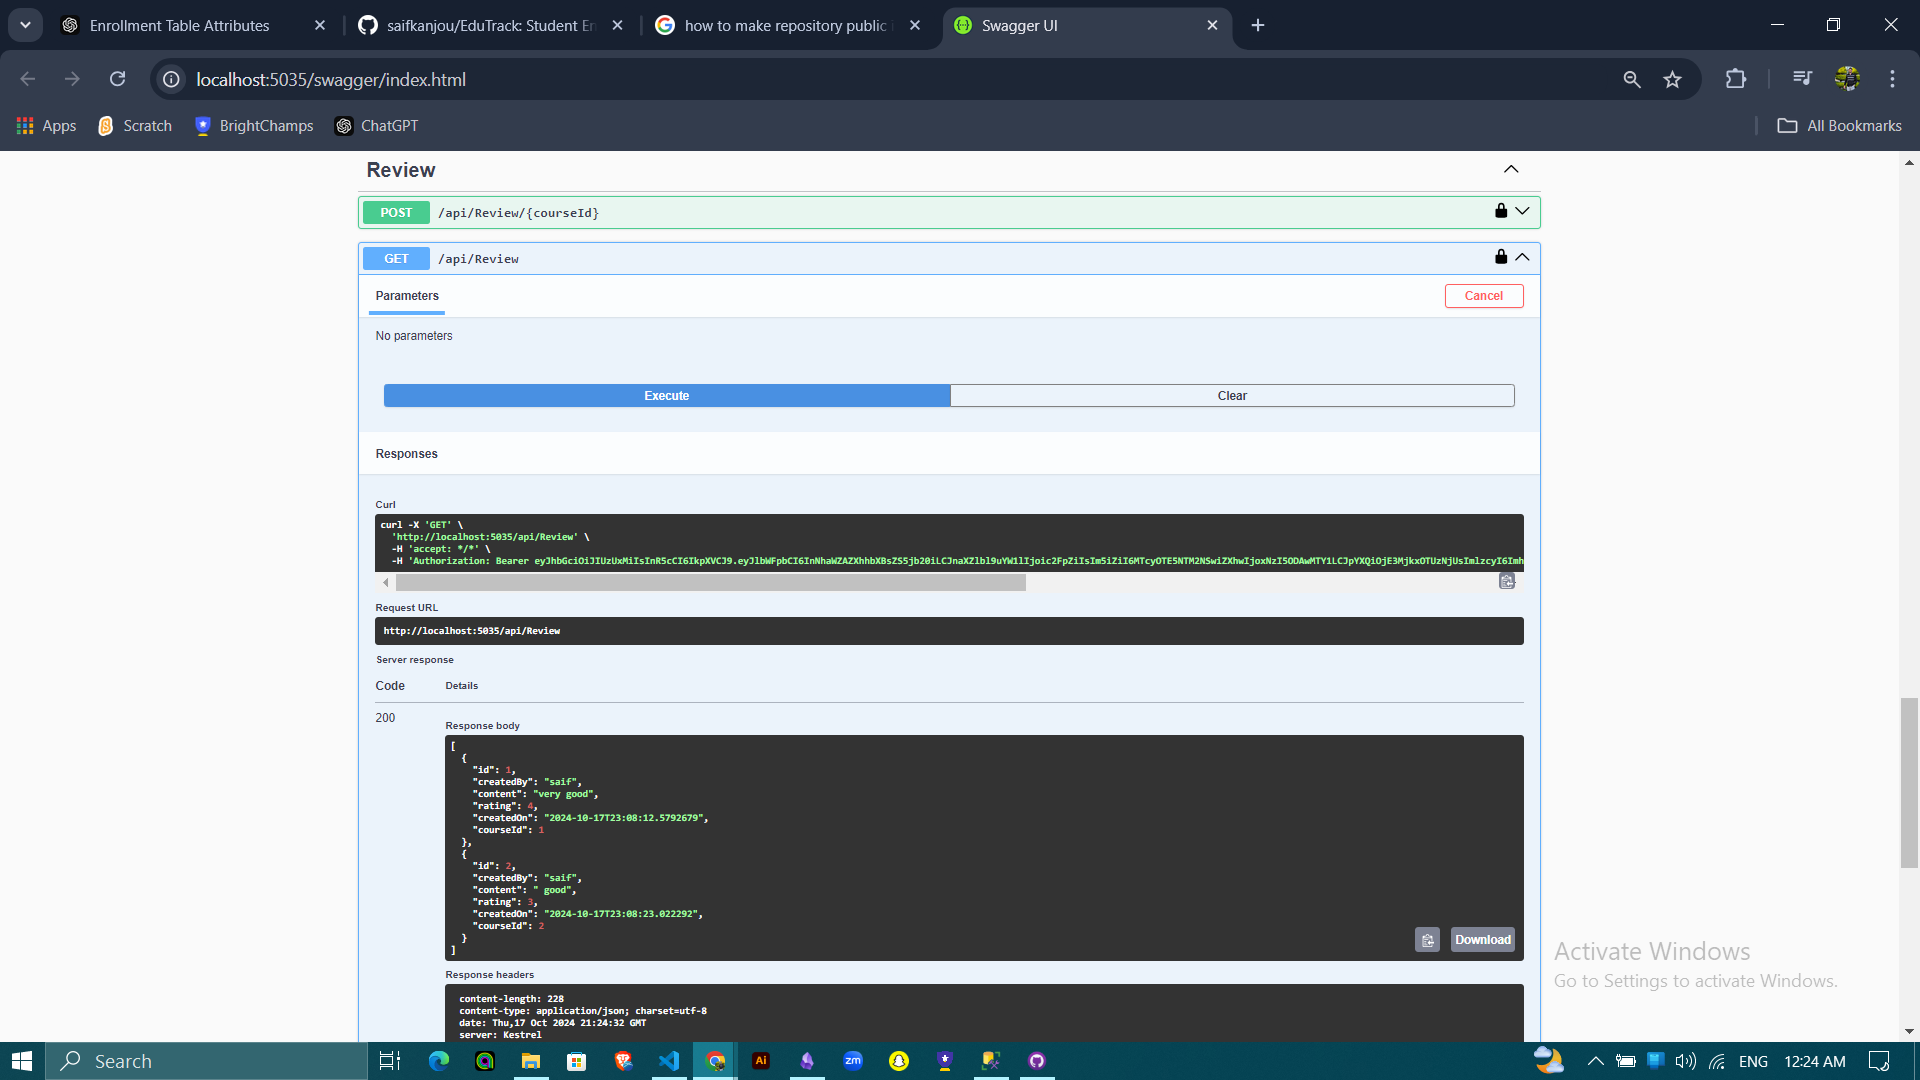 Enrollment Table Attributes
saifkanjou/EduTrack: Student En
how to make repository public i
Swagger UI
localhost:5035/swagger/index.html
Apps
Scratch
BrightChamps
ChatGPT
All Bookmarks
Review
POST
/api/Review/{courseId}
GET
/api/Review
Parameters
Cancel
No parameters
Execute
Clear
Responses
Curl
curl -X 'GET' \
'http://localhost:5035/api/Review' \
-H 'accept: */*' \
-H 'Authorization: Bearer
Request URL
http://localhost:5035/api/Review
Server response
Code
Details
200
Response body
[
{
"id": 1,
"createdBy": "saif",
"content": "very good",
"rating": 4,
"createdOn": "2024-10-17T23:08:12.5792679",
"courseId": 1
},
{
"id": 2,
"createdBy": "saif",
"content": " good",
"rating": 3,
"createdOn": "2024-10-17T23:08:23.022292",
"courseId": 2
}
]
Download
Response headers
content-length: 228
content-type: application/json; charset=utf-8
date: Thu,17 Oct 2024 21:24:32 GMT
server: Kestrel
Activate Windows
Go to Settings to activate Windows.
Search
Ai
zm
ENG
12:24 AM